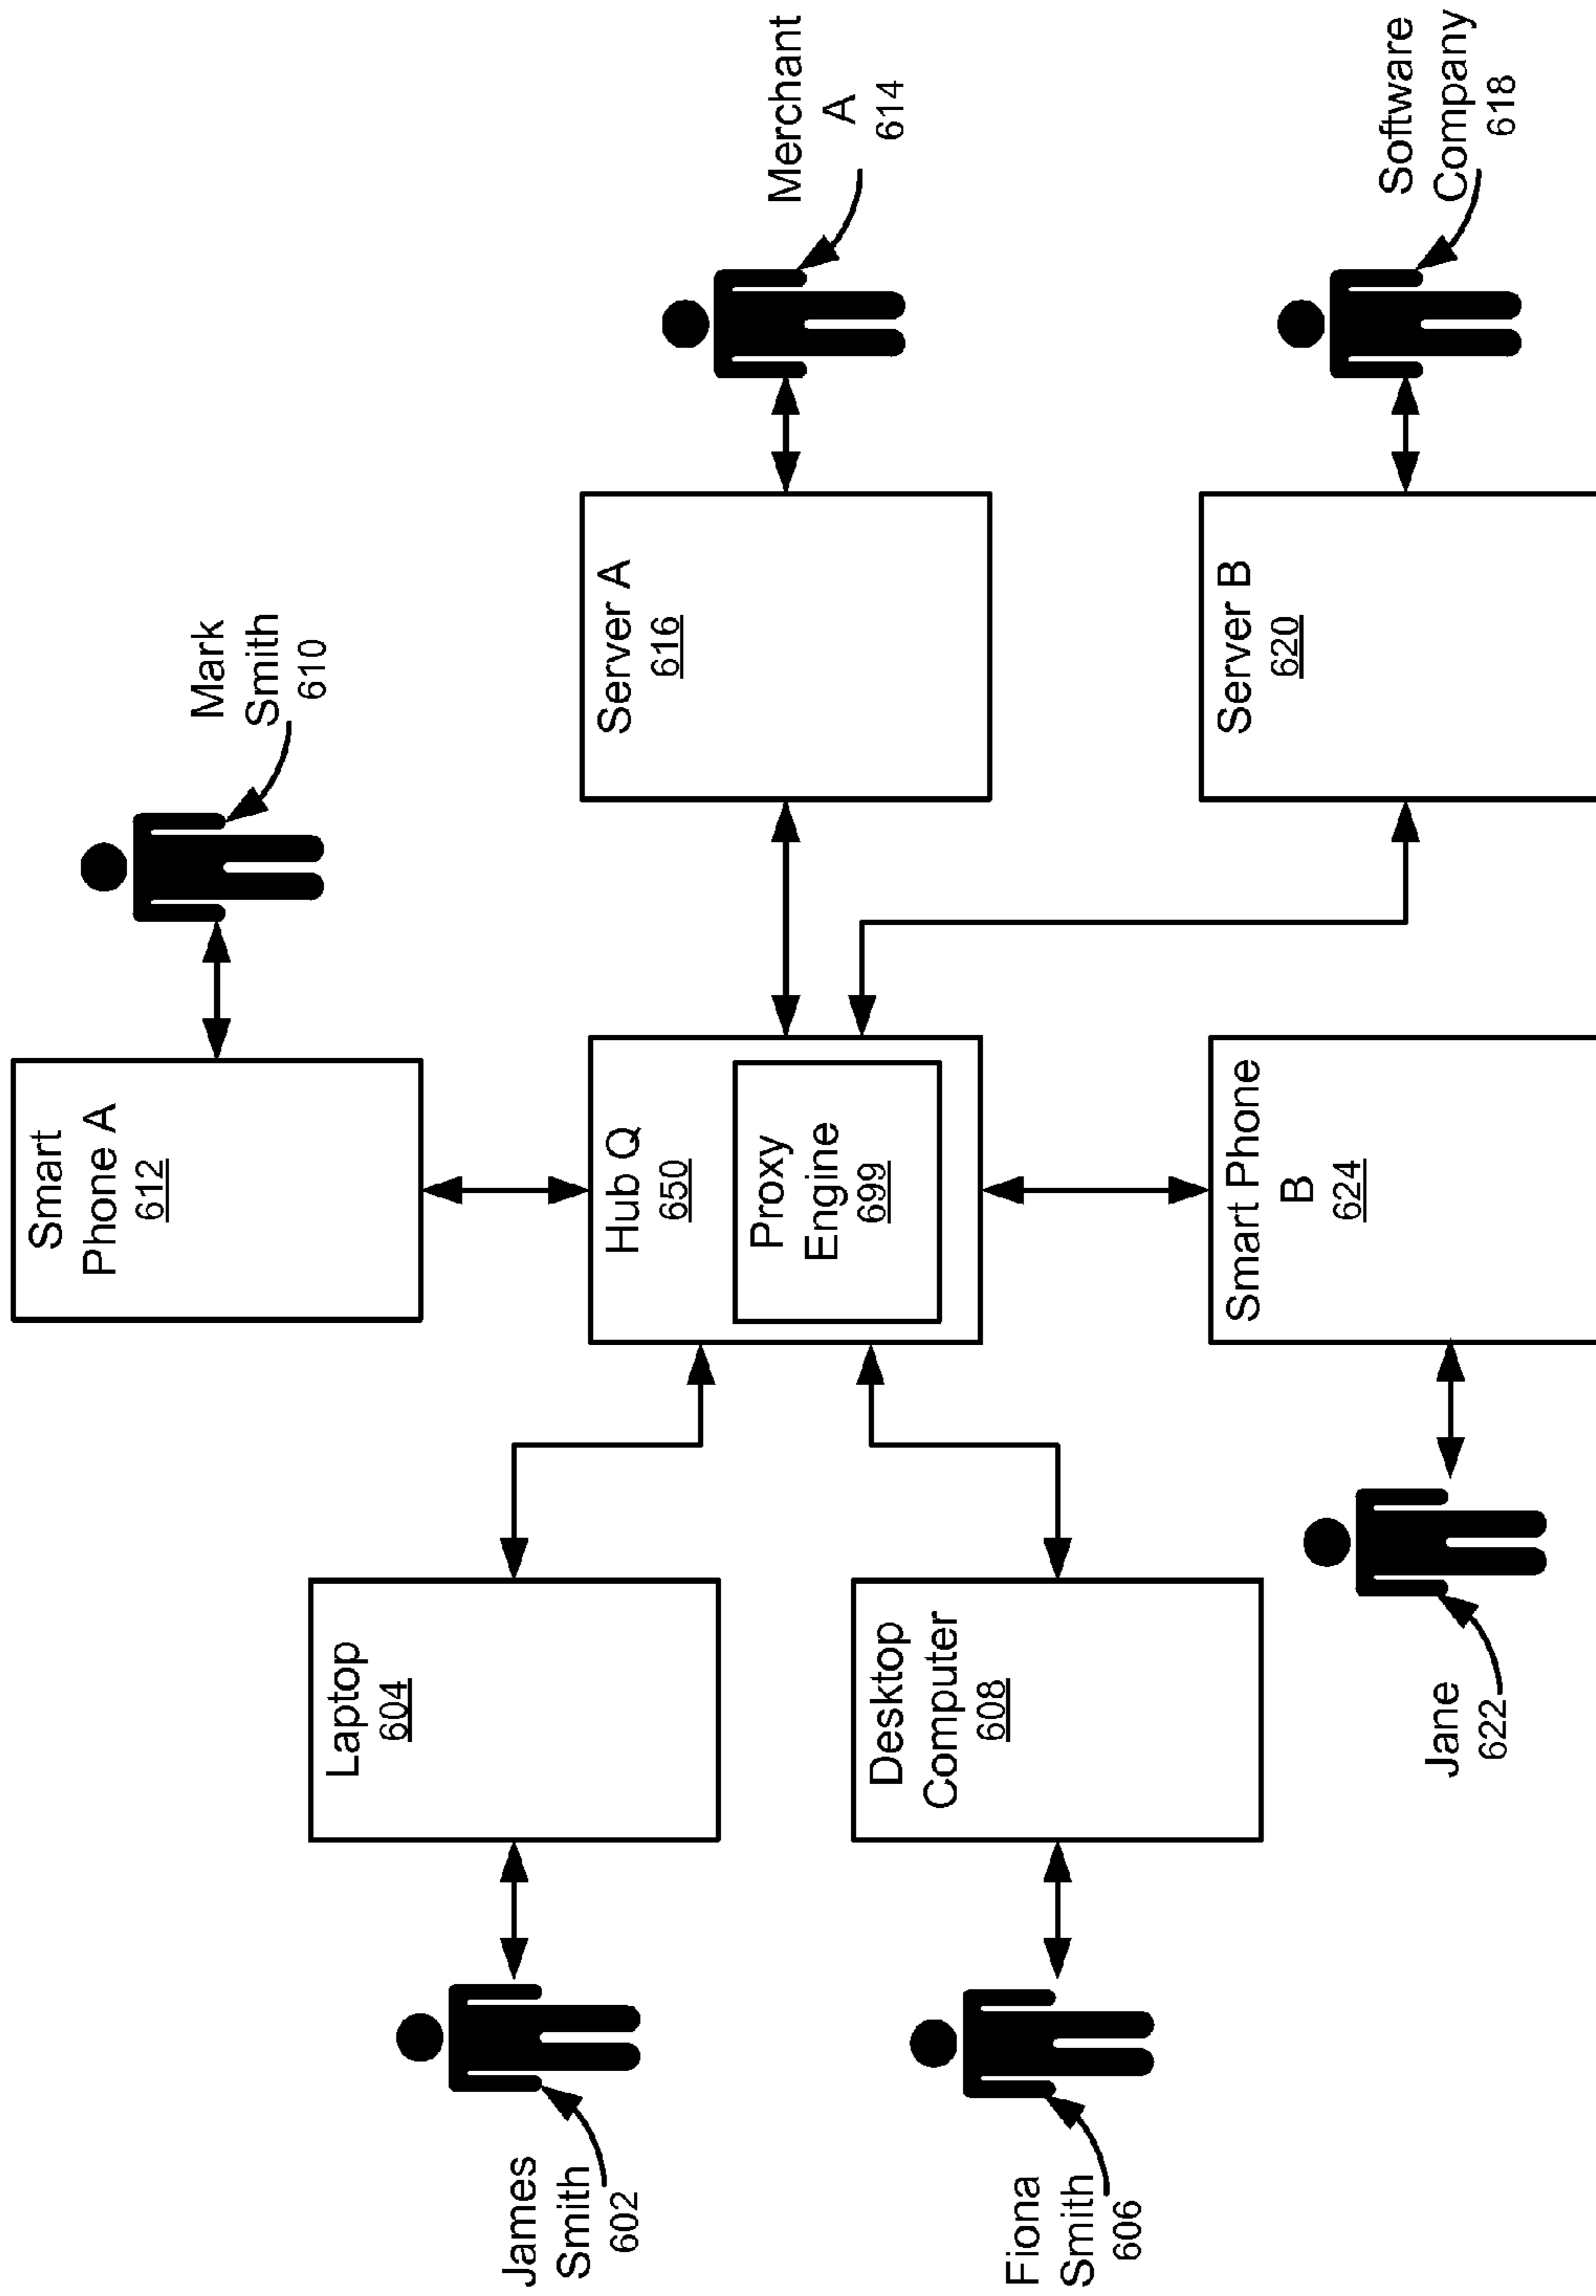 Smart
Phone A
612
Mark
Smith
610
James
Smith
602
Laptop
604
Hub Q
650
Proxy
Engine
699
Server A
616
Merchant
A
614
Fiona
Smith
606
Desktop
Computer
608
Jane
622
Smart Phone
B
624
Server B
620
Software
Company
618